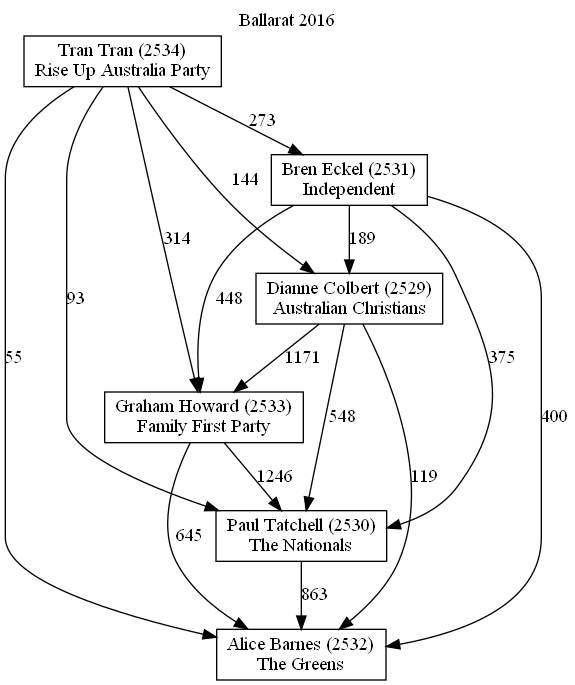 Ballarat 2016
Tran Tran (2534)
Rise Up Australia Party
273
Bren Eckel (2531)
Independent
144
189
314
Dianne Colbert (2529)
Australian Christians
448
93
55
1171
375
Graham Howard (2533)
Family First Party
548
400
1246
119
Paul Tatchell (2530)
The Nationals
645
863
Alice Barnes (2532)
The Greens